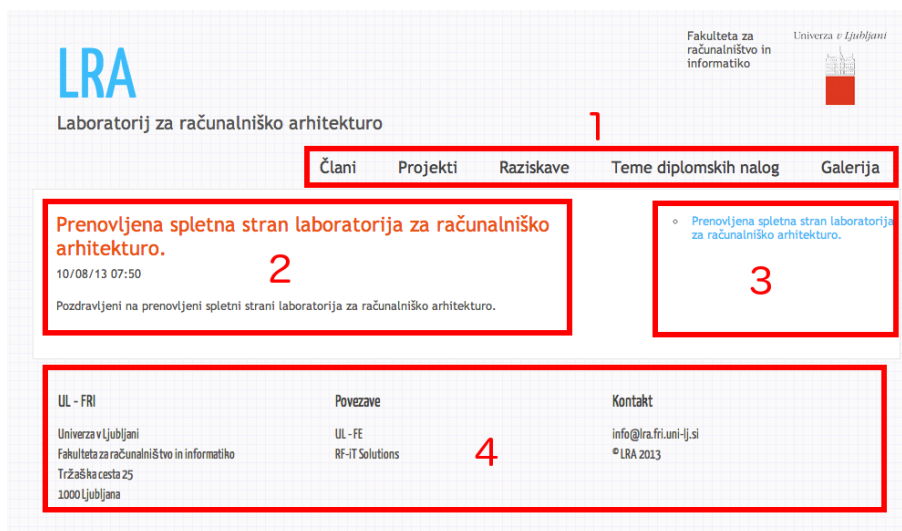 LRA
Laboratorij za računalniško arhitekturo
Fakulteta za
računalništvo in
informatiko
Univerza v Ljubljani
1
Člani Projekti Raziskave Teme diplomskih nalog Galerija
Prenovljena spletna stran laboratorija za računalniško
arhitekturo.
10/08/13 07:50
Pozdravljeni na prenovljeni spletni strani laboratorija za računalniško arhitekturo.
2
Prenovljena spletna stran laboratorija
za računalniško arhitekturo.
3
UL - FRI
Univerza v Ljubljani
Fakulteta za računalništvo in informatiko
Tržaška cesta 25
1000 Ljubljana
Povezave
UL - FE
RF-iT Solutions
4
Kontakt
info@lra.fri.uni-lj.si
© LRA 2013